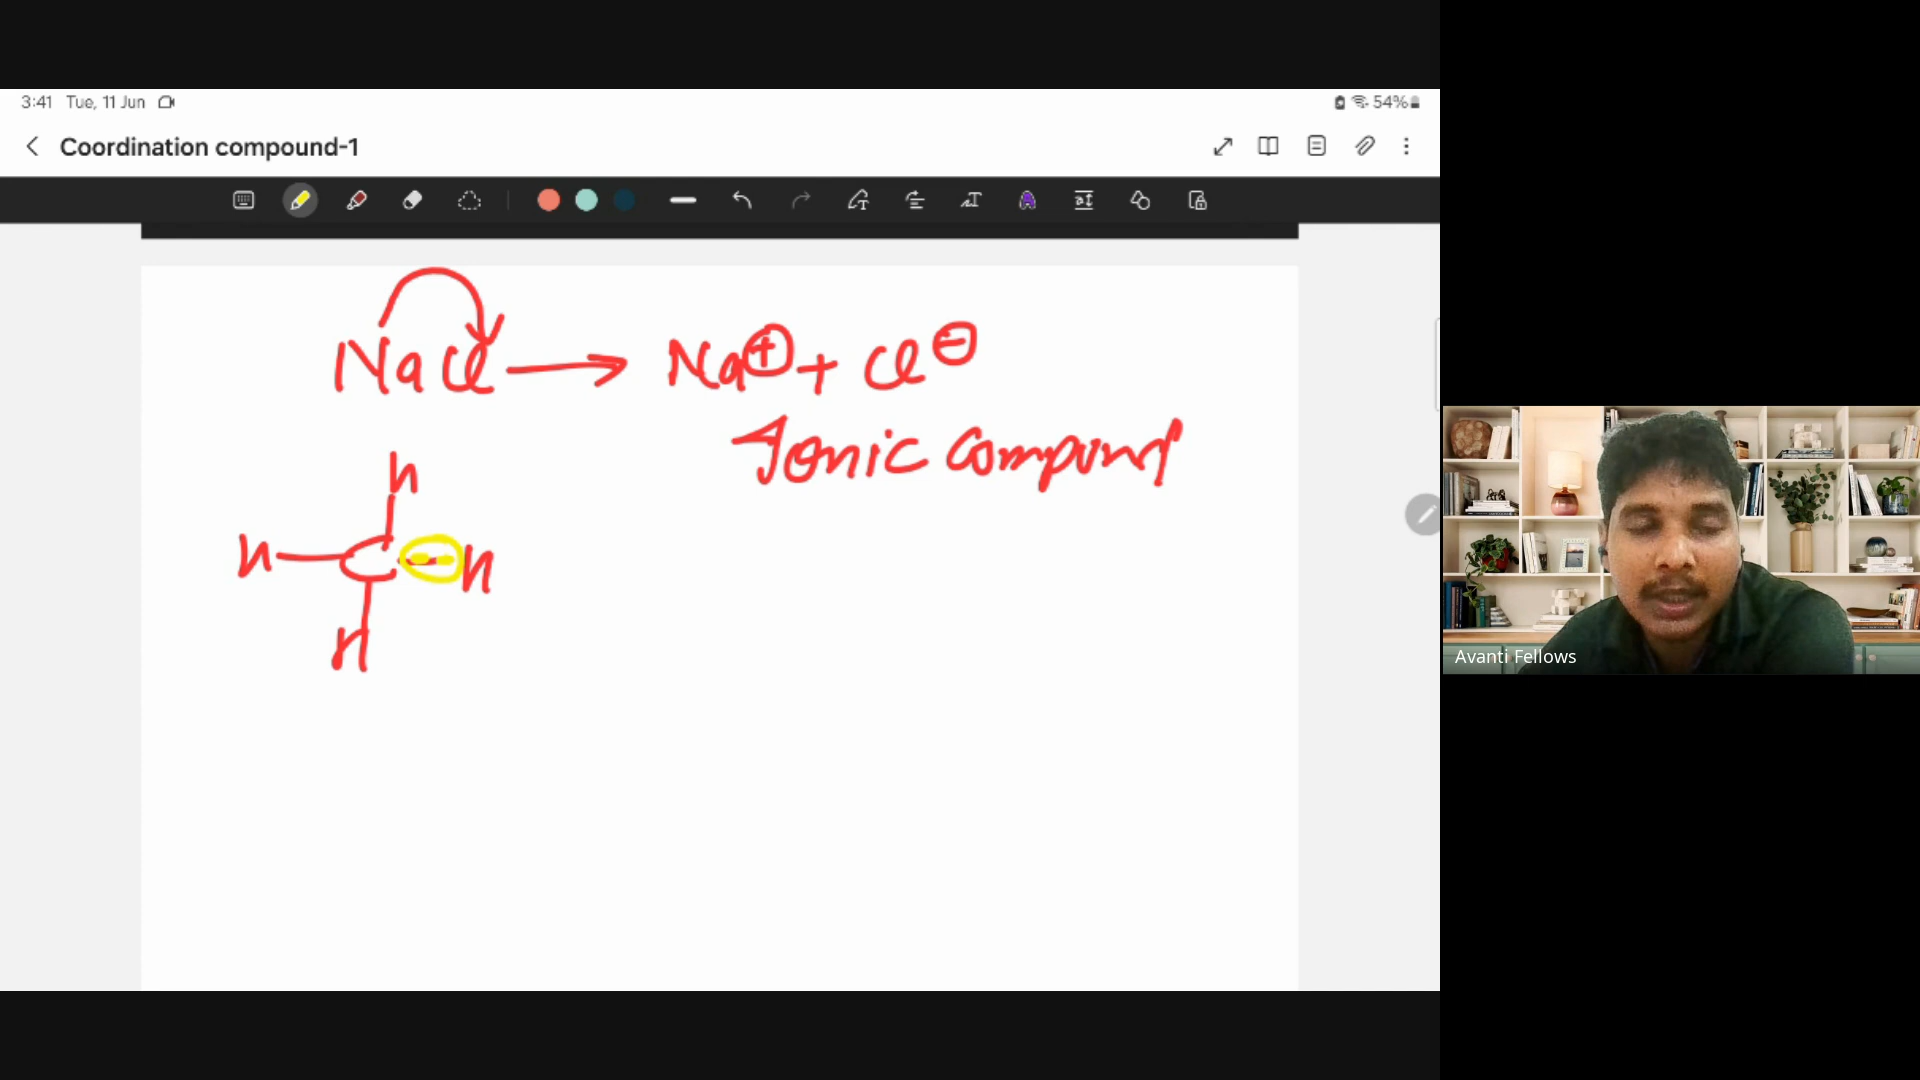 3:41 Tue, 11 Jun 54%
Coordination compound-1
NaCl → Na⊕ + Cl⊖
Ionic Compound
H
H—C—H
H
Avanti Fellows